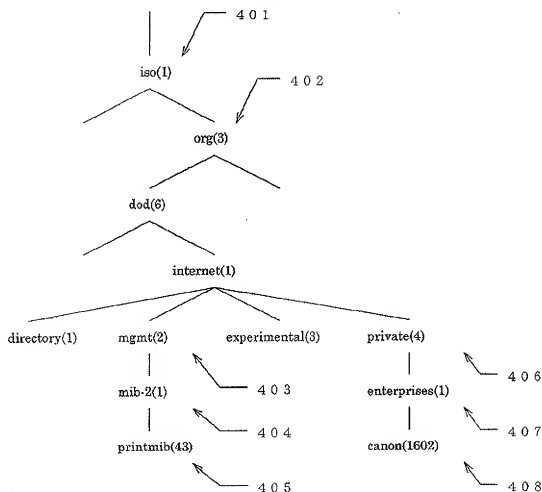 401
iso(1)
402
org(3)
dod(6)
internet(1)
directory(1) mgmt(2) experimental(3) private(4)
406
403
mib-2(1) enterprises(1)
404
407
printmib(43) canon(1602)
405
408